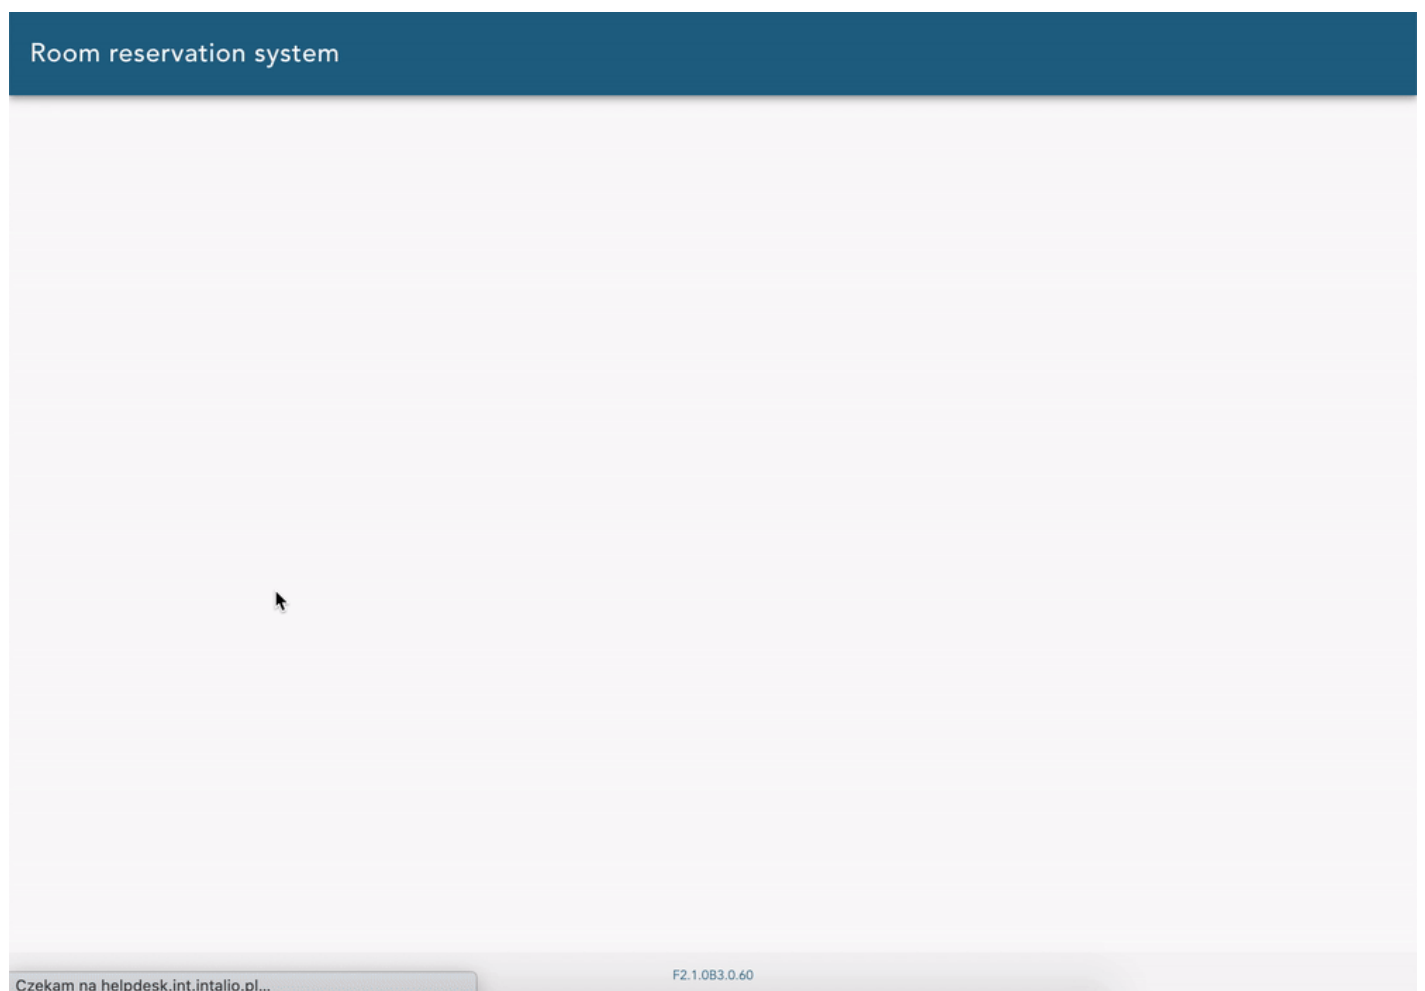 Room reservation system
F2.1.0B3.0.60
Czekam na helpdesk.int.intalio.pl...